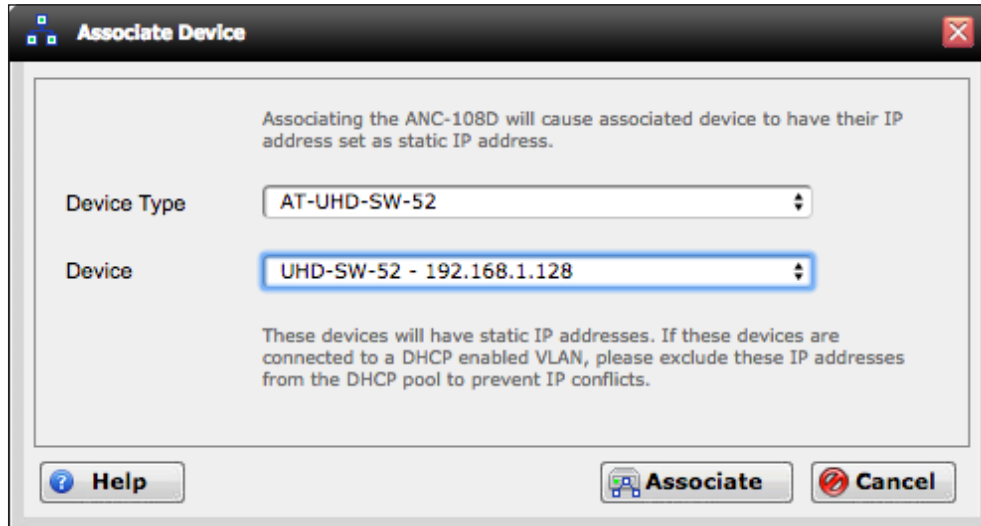 Associate Device
Associating the ANC-108D will cause associated device to have their IP
address set as static IP address.
Device Type
AT-UHD-SW-52
Device
UHD-SW-52 - 192.168.1.128
These devices will have static IP addresses. If these devices are
connected to a DHCP enabled VLAN, please exclude these IP addresses
from the DHCP pool to prevent IP conflicts.
Help
Associate
Cancel